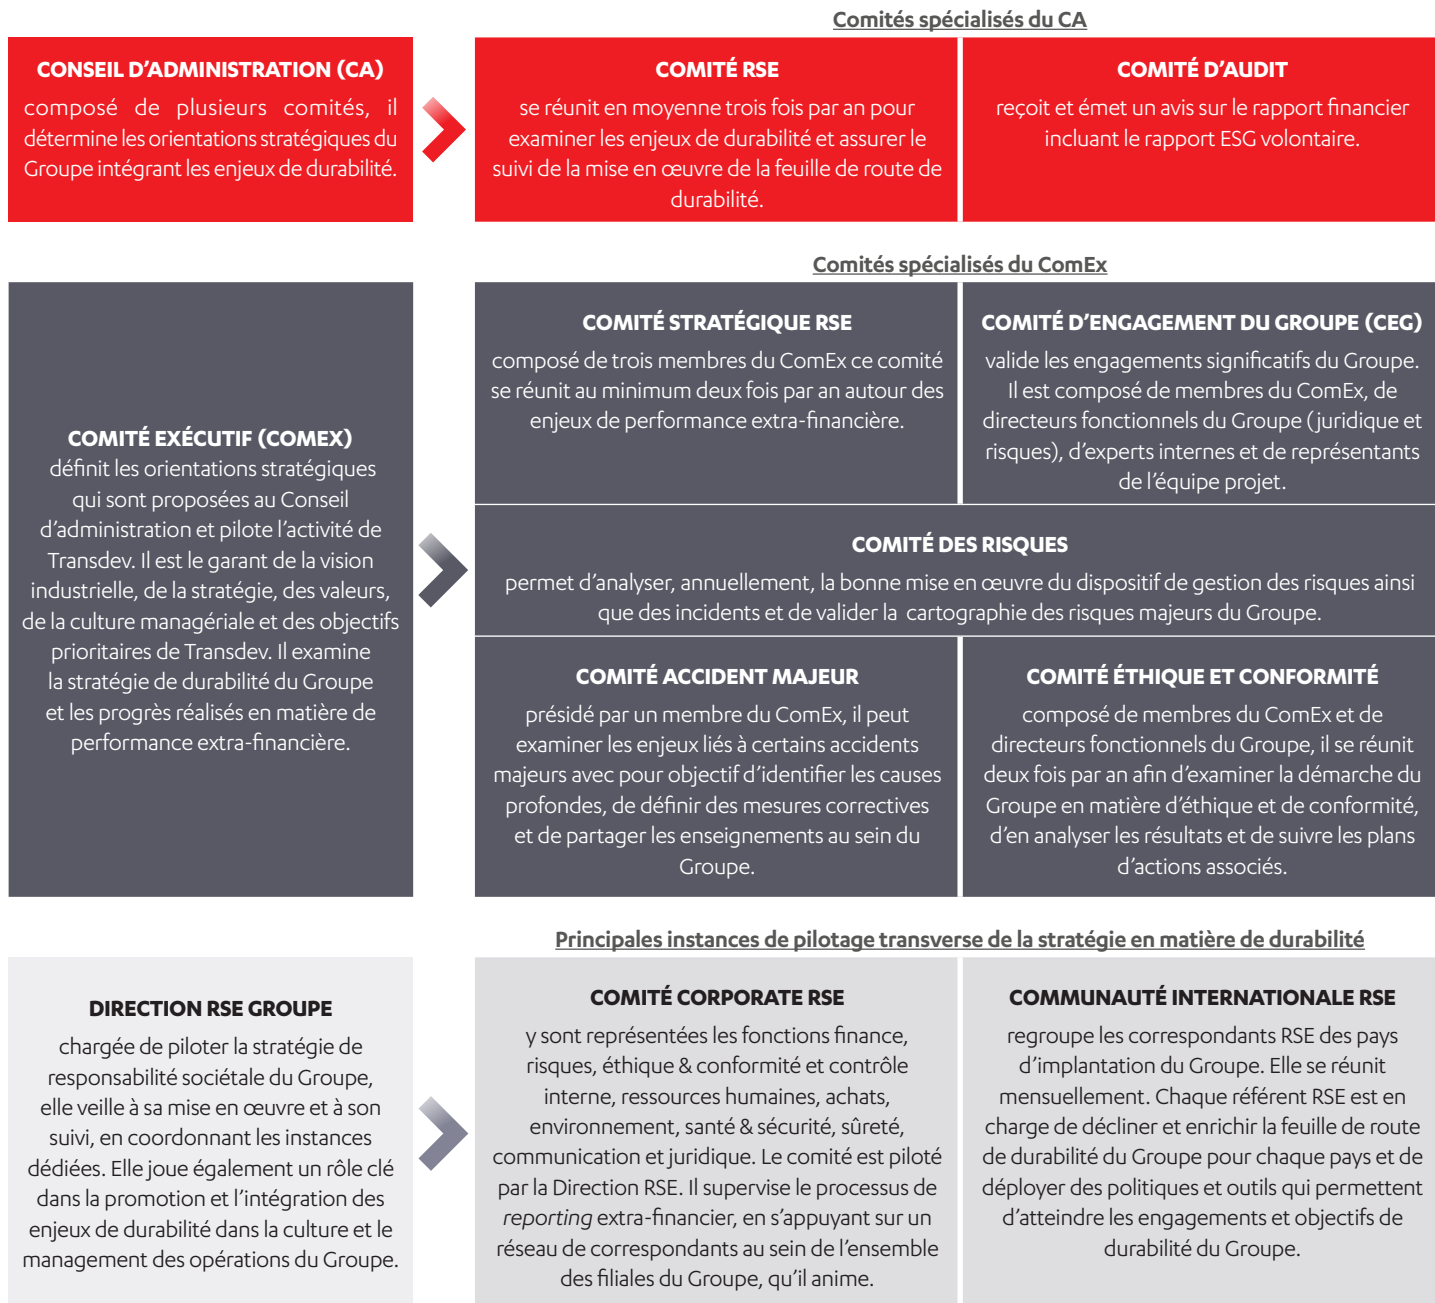 Comités spécialisés du CA
CONSEIL D’ADMINISTRATION (CA)
composé de plusieurs comités, il
détermine les orientations stratégiques du
Groupe intégrant les enjeux de durabilité.
COMITÉ RSE
se réunit en moyenne trois fois par an pour
examiner les enjeux de durabilité et assurer le
suivi de la mise en œuvre de la feuille de route de
durabilité.
COMITÉ D’AUDIT
reçoit et émet un avis sur le rapport financier
incluant le rapport ESG volontaire.
Comités spécialisés du ComEx
COMITÉ EXÉCUTIF (COMEX)
définit les orientations stratégiques
qui sont proposées au Conseil
d’administration et pilote l’activité de
Transdev. Il est le garant de la vision
industrielle, de la stratégie, des valeurs,
de la culture managériale et des objectifs
prioritaires de Transdev. Il examine
la stratégie de durabilité du Groupe
et les progrès réalisés en matière de
performance extra-financière.
COMITÉ STRATÉGIQUE RSE
composé de trois membres du ComEx ce comité
se réunit au minimum deux fois par an autour des
enjeux de performance extra-financière.
COMITÉ D’ENGAGEMENT DU GROUPE (CEG)
valide les engagements significatifs du Groupe.
Il est composé de membres du ComEx, de
directeurs fonctionnels du Groupe (juridique et
risques), d’experts internes et de représentants
de l’équipe projet.
COMITÉ DES RISQUES
permet d’analyser, annuellement, la bonne mise en œuvre du dispositif de gestion des risques ainsi
que des incidents et de valider la cartographie des risques majeurs du Groupe.
COMITÉ ACCIDENT MAJEUR
présidé par un membre du ComEx, il peut
examiner les enjeux liés à certains accidents
majeurs avec pour objectif d’identifier les causes
profondes, de définir des mesures correctives
et de partager les enseignements au sein du
Groupe.
COMITÉ ÉTHIQUE ET CONFORMITÉ
composé de membres du ComEx et de
directeurs fonctionnels du Groupe, il se réunit
deux fois par an afin d’examiner la démarche du
Groupe en matière d’éthique et de conformité,
d’en analyser les résultats et de suivre les plans
d’actions associés.
Principales instances de pilotage transverse de la stratégie en matière de durabilité
DIRECTION RSE GROUPE
chargée de piloter la stratégie de
responsabilité sociétale du Groupe,
elle veille à sa mise en œuvre et à son
suivi, en coordonnant les instances
dédiées. Elle joue également un rôle clé
dans la promotion et l’intégration des
enjeux de durabilité dans la culture et le
management des opérations du Groupe.
COMITÉ CORPORATE RSE
y sont représentées les fonctions finance,
risques, éthique & conformité et contrôle
interne, ressources humaines, achats,
environnement, santé & sécurité, sûreté,
communication et juridique. Le comité est piloté
par la Direction RSE. Il supervise le processus de
reporting extra-financier, en s’appuyant sur un
réseau de correspondants au sein de l’ensemble
des filiales du Groupe, qu’il anime.
COMMUNAUTÉ INTERNATIONALE RSE
regroupe les correspondants RSE des pays
d’implantation du Groupe. Elle se réunit
mensuellement. Chaque référent RSE est en
charge de décliner et enrichir la feuille de route
de durabilité du Groupe pour chaque pays et de
déployer des politiques et outils qui permettent
d’atteindre les engagements et objectifs de
durabilité du Groupe.